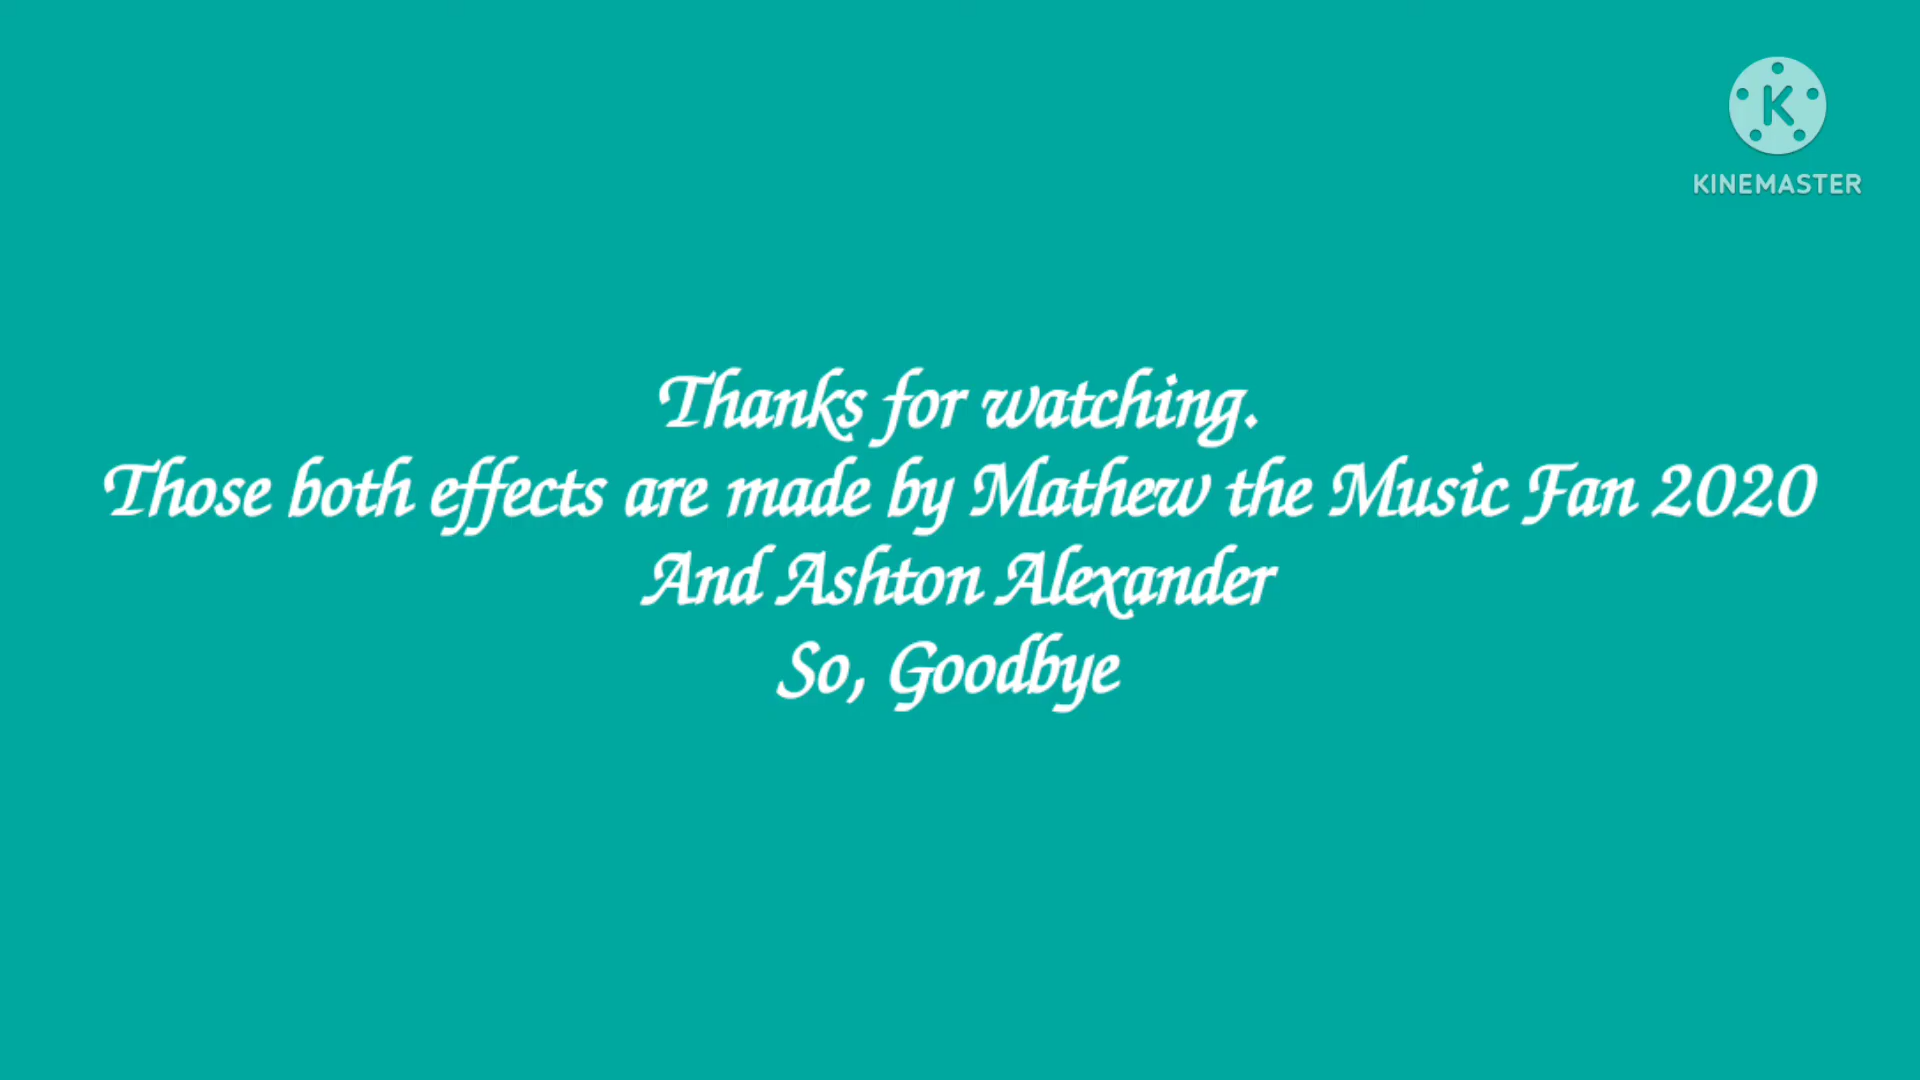 K
KINEMASTER
Thanks for watching.
Those both effects are made by Mathew the Music Fan 2020
And Ashton Alexander
So, Goodbye